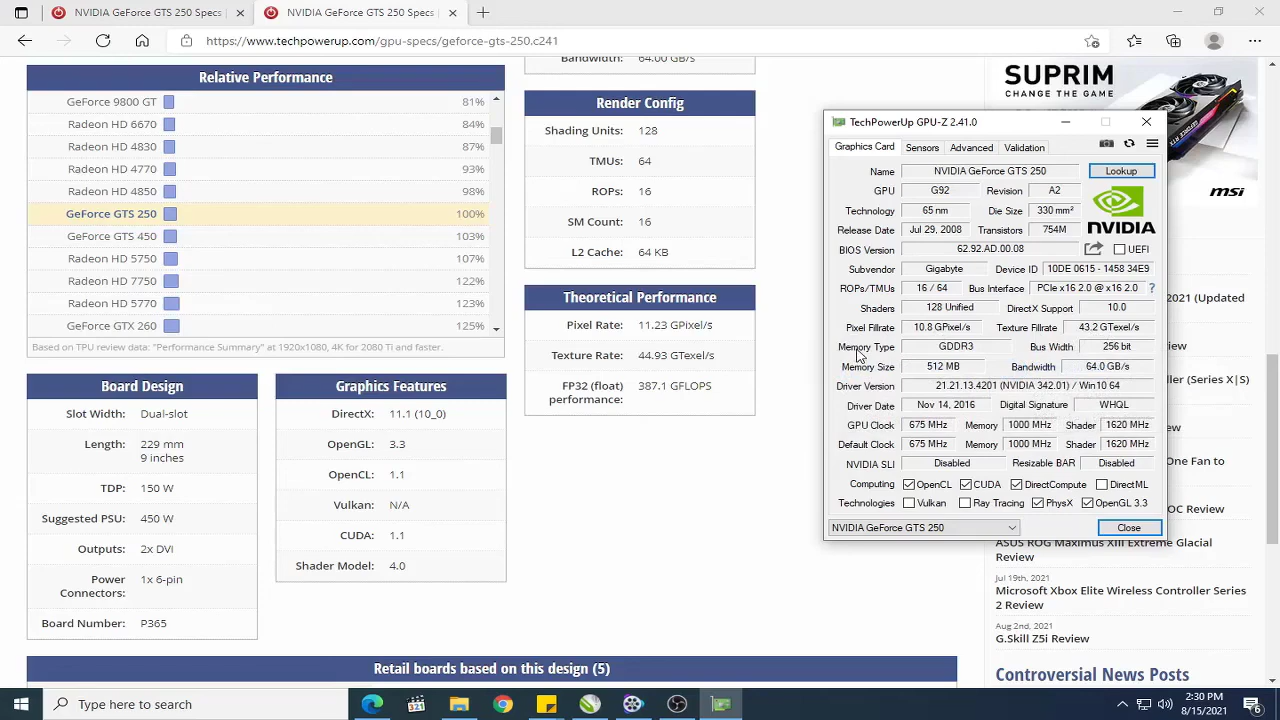 NVIDIA GeForce GTS 250 Specs
NVIDIA GeForce GTS 250 Specs
https://www.techpowerup.com/gpu-specs/geforce-gts-250.c241
Relative Performance
GeForce 9800 GT 81%
Radeon HD 6670 84%
Radeon HD 4830 87%
Radeon HD 4770 93%
Radeon HD 4850 98%
GeForce GTS 250 100%
GeForce GTS 450 103%
Radeon HD 5750 107%
Radeon HD 7750 122%
Radeon HD 5770 123%
GeForce GTX 260 125%
Based on TPU review data: "Performance Summary" at 1920x1080, 4K for 2080 Ti and faster.
Board Design
Slot Width: Dual-slot
Length: 229 mm
9 inches
TDP: 150 W
Suggested PSU: 450 W
Outputs: 2x DVI
Power 1x 6-pin
Connectors:
Board Number: P365
Graphics Features
DirectX: 11.1 (10_0)
OpenGL: 3.3
OpenCL: 1.1
Vulkan: N/A
CUDA: 1.1
Shader Model: 4.0
Bandwidth: 64.00 GB/s
Render Config
Shading Units: 128
TMUs: 64
ROPs: 16
SM Count: 16
L2 Cache: 64 KB
Theoretical Performance
Pixel Rate: 11.23 GPixel/s
Texture Rate: 44.93 GTexel/s
FP32 (float) 387.1 GFLOPS
performance:
Retail boards based on this design (5)
SUPRIM
CHANGE THE GAME
msi
TechPowerUp GPU-Z 2.41.0
Graphics Card Sensors Advanced Validation
Name NVIDIA GeForce GTS 250 Lookup
GPU G92 Revision A2
Technology 65 nm Die Size 330 mm²
Release Date Jul 29, 2008 Transistors 754M
NVIDIA
BIOS Version 62.92.AD.00.08 UEFI
Subvendor Gigabyte Device ID 10DE 0615 - 1458 34E9
ROPs/TMUs 16 / 64 Bus Interface PCIe x16 2.0 @ x16 2.0 ?
Shaders 128 Unified DirectX Support 10.0
Pixel Fillrate 10.8 GPixel/s Texture Fillrate 43.2 GTexel/s
Memory Type GDDR3 Bus Width 256 bit
Memory Size 512 MB Bandwidth 64.0 GB/s
Driver Version 21.21.13.4201 (NVIDIA 342.01) / Win10 64
Driver Date Nov 14, 2016 Digital Signature WHQL
GPU Clock 675 MHz Memory 1000 MHz Shader 1620 MHz
Default Clock 675 MHz Memory 1000 MHz Shader 1620 MHz
NVIDIA SLI Disabled Resizable BAR Disabled
Computing OpenCL CUDA DirectCompute DirectML
Technologies Vulkan Ray Tracing PhysX OpenGL 3.3
NVIDIA GeForce GTS 250 Close
2021 (Updated
iew
(Series X|S)
ew
One Fan to
OC Review
ASUS ROG Maximus XIII Extreme Glacial
Review
Jul 19th, 2021
Microsoft Xbox Elite Wireless Controller Series
2 Review
Aug 2nd, 2021
G.Skill Z5i Review
Controversial News Posts
Type here to search
2:30 PM
8/15/2021
6